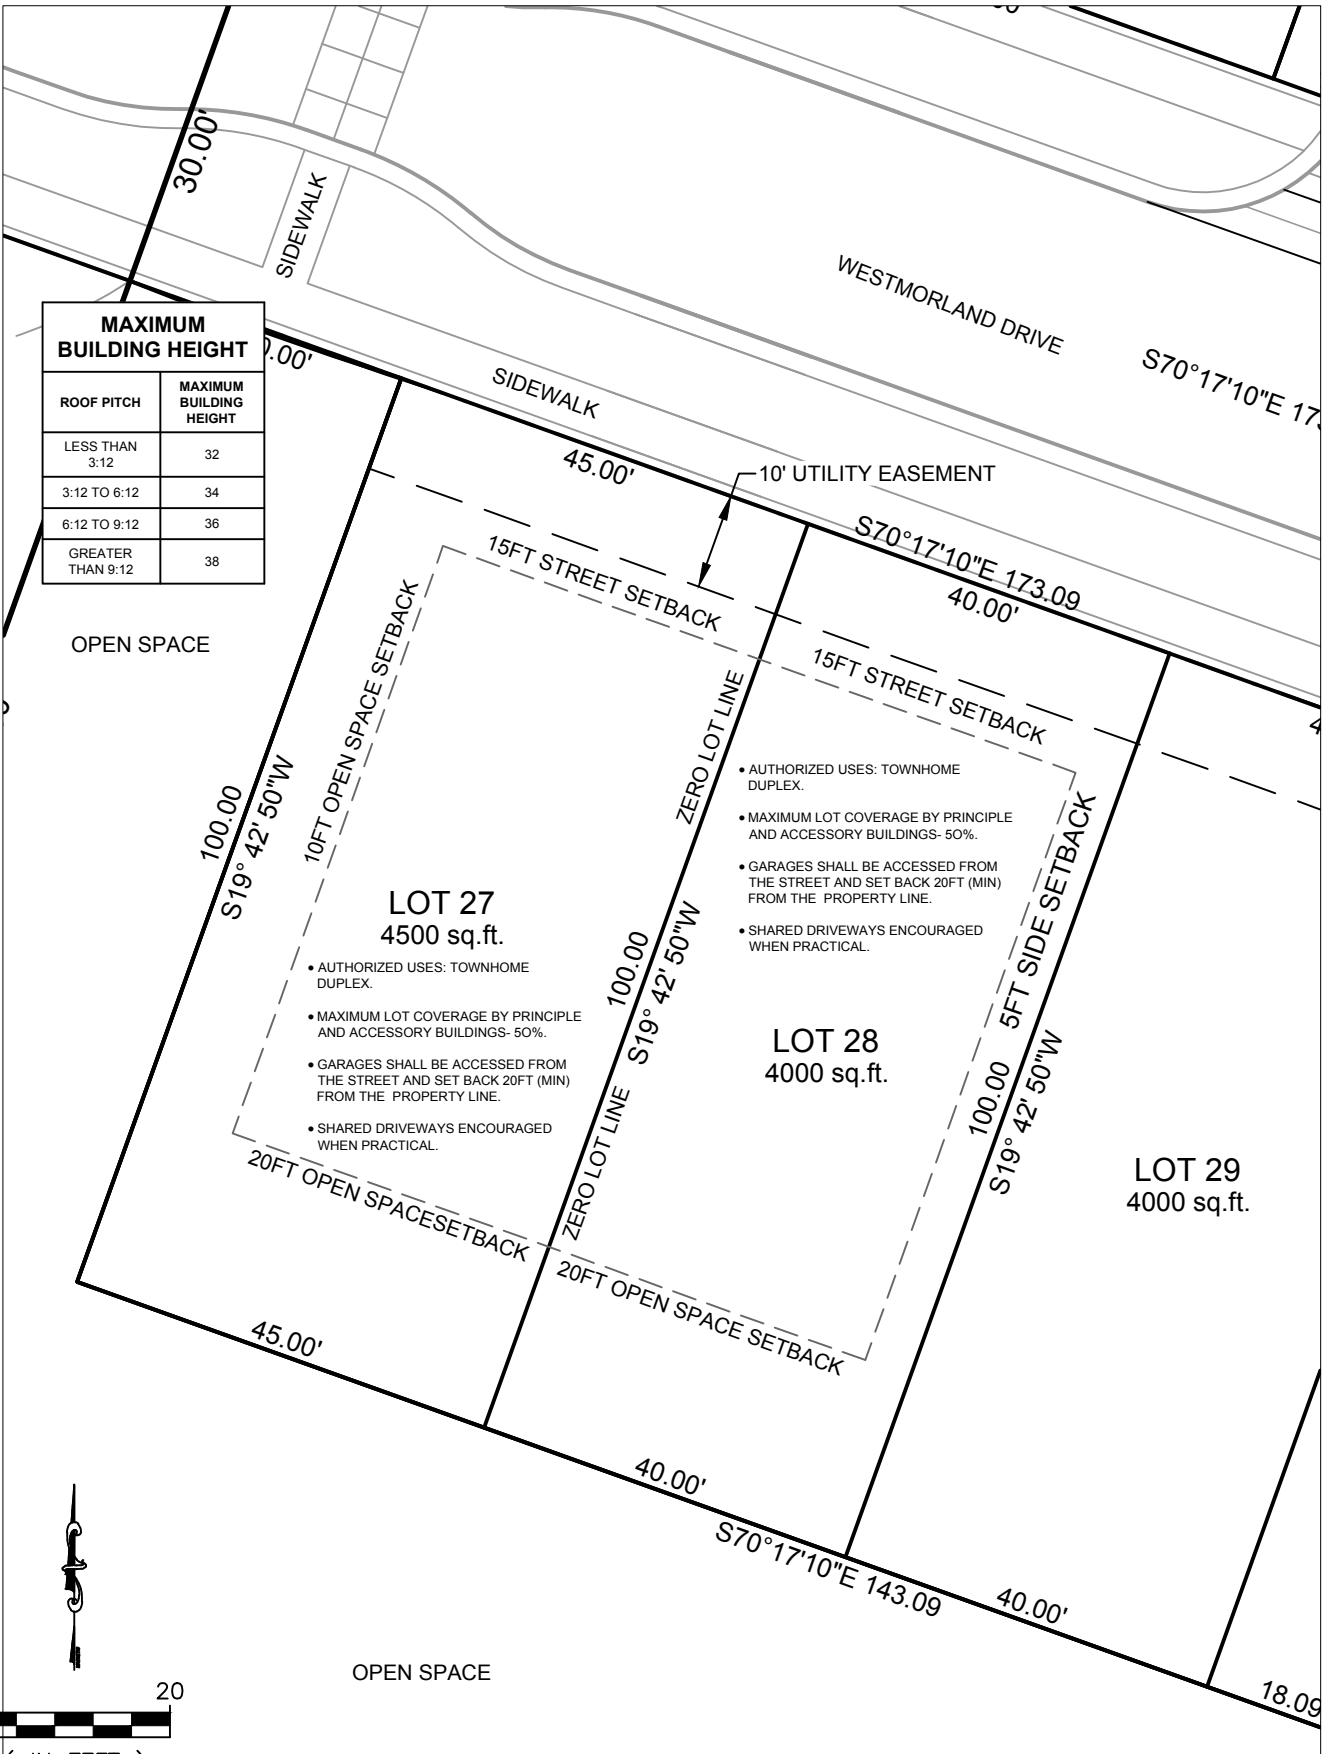 30.00'
SIDEWALK
WESTMORLAND DRIVE
S70°17'10"E 17
MAXIMUM
BUILDING HEIGHT
ROOF PITCH
MAXIMUM
BUILDING
HEIGHT
LESS THAN
3:12
32
3:12 TO 6:12
34
6:12 TO 9:12
36
GREATER
THAN 9:12
38
0.00'
SIDEWALK
45.00'
10' UTILITY EASEMENT
S70°17'10"E 173.09
40.00'
15FT STREET SETBACK
15FT STREET SETBACK
OPEN SPACE
10FT OPEN SPACE SETBACK
ZERO LOT LINE
100.00
S19° 42' 50"W
• AUTHORIZED USES: TOWNHOME
DUPLEX.
• MAXIMUM LOT COVERAGE BY PRINCIPLE
AND ACCESSORY BUILDINGS- 5O%.
• GARAGES SHALL BE ACCESSED FROM
THE STREET AND SET BACK 20FT (MIN)
FROM THE PROPERTY LINE.
• SHARED DRIVEWAYS ENCOURAGED
WHEN PRACTICAL.
5FT SIDE SETBACK
LOT 27
4500 sq.ft.
• AUTHORIZED USES: TOWNHOME
DUPLEX.
• MAXIMUM LOT COVERAGE BY PRINCIPLE
AND ACCESSORY BUILDINGS- 5O%.
• GARAGES SHALL BE ACCESSED FROM
THE STREET AND SET BACK 20FT (MIN)
FROM THE PROPERTY LINE.
• SHARED DRIVEWAYS ENCOURAGED
WHEN PRACTICAL.
100.00
S19° 42' 50"W
LOT 28
4000 sq.ft.
100.00
S19° 42' 50"W
ZERO LOT LINE
LOT 29
4000 sq.ft.
20FT OPEN SPACESETBACK
20FT OPEN SPACE SETBACK
45.00'
40.00'
S70°17'10"E 143.09
40.00'
18.09
OPEN SPACE
20